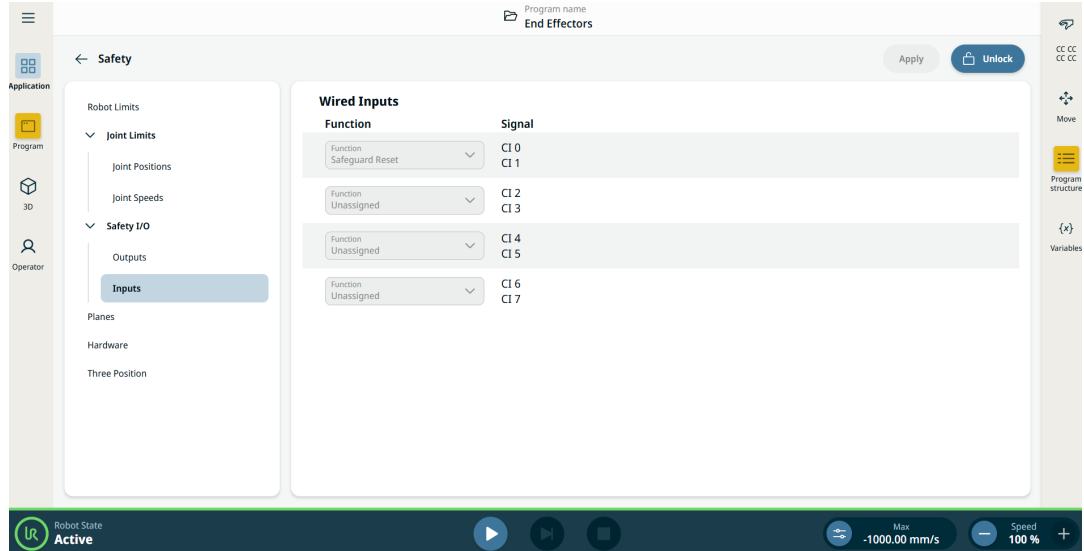 Program name
End Effectors
Application
Program
3D
Operator
Safety
Apply
Unlock
Robot Limits
Joint Limits
Joint Positions
Joint Speeds
Safety I/O
Outputs
Inputs
Planes
Hardware
Three Position
Wired Inputs
Function Signal
Function
Safeguard Reset
CI 0
CI 1
Function
Unassigned
CI 2
CI 3
Function
Unassigned
CI 4
CI 5
Function
Unassigned
CI 6
CI 7
CC CC
CC CC
Move
Program
structure
{x}
Variables
UR
Robot State
Active
Max
-1000.00 mm/s
Speed
100 %